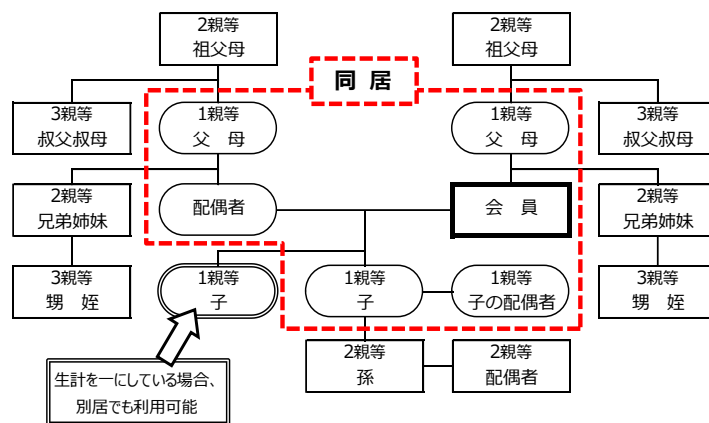 2親等
祖父母
2親等
祖父母
同 居
3親等
叔父叔母
1親等
父 母
1親等
父 母
3親等
叔父叔母
2親等
兄弟姉妹
配偶者
会 員
2親等
兄弟姉妹
3親等
甥 姪
1親等
子
1親等
子
1親等
子の配偶者
3親等
甥 姪
生計を一にしている場合、
別居でも利用可能
2親等
孫
2親等
配偶者